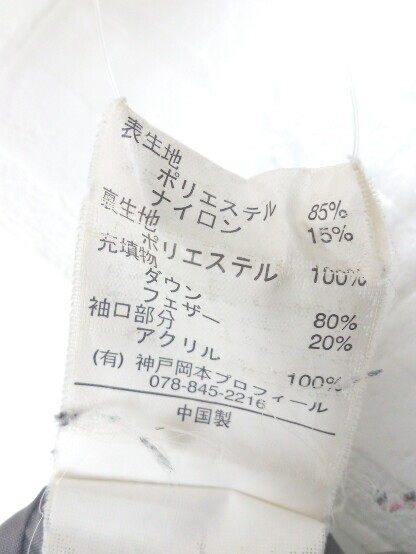 表生地
ポリエステル 85%
ナイロン 15%
裏生地
ポリエステル 100%
充填物
ダウン 80%
フェザー 20%
袖口部分
アクリル 100%
(有) 神戸岡本プロフィール
078-845-2216
中国製